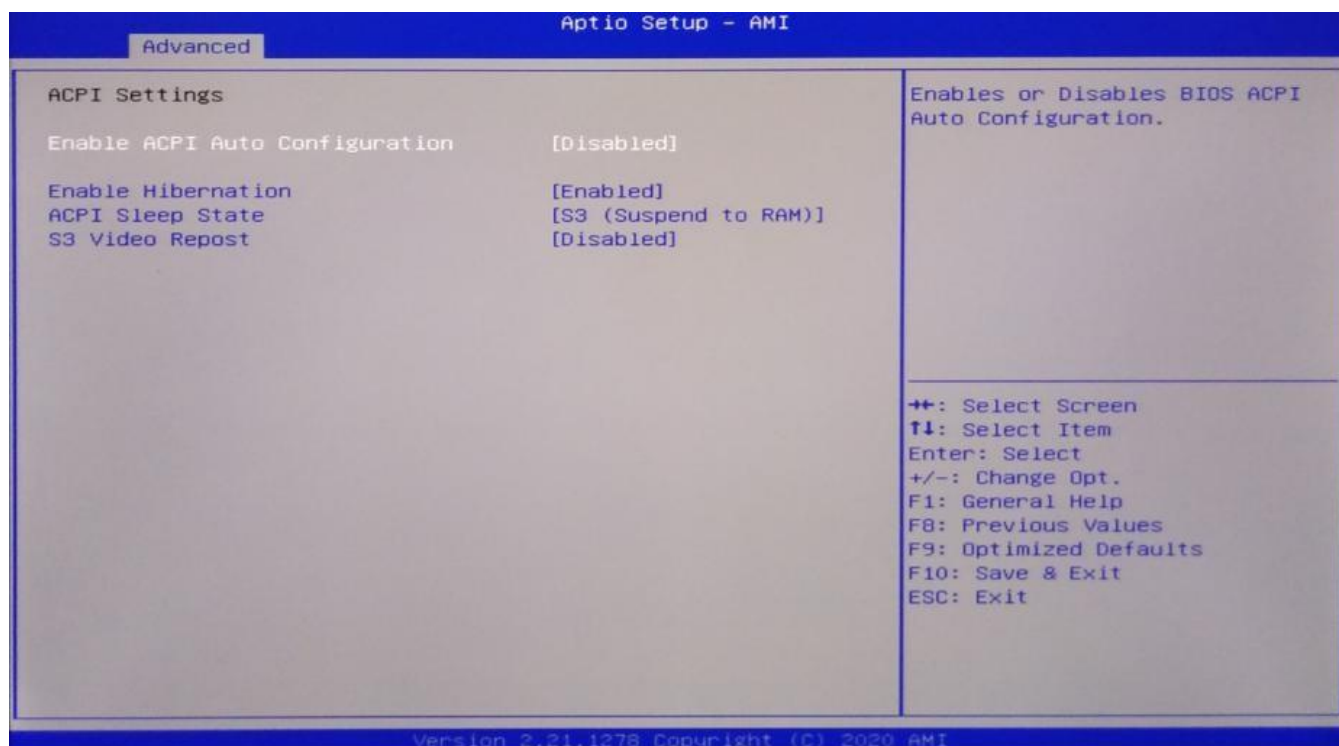 Aptio Setup - AMI
Advanced
ACPI Settings
Enable ACPI Auto Configuration [Disabled]
Enable Hibernation [Enabled]
ACPI Sleep State [S3 (Suspend to RAM)]
S3 Video Repost [Disabled]
Enables or Disables BIOS ACPI
Auto Configuration.
→←: Select Screen
↑↓: Select Item
Enter: Select
+/-: Change Opt.
F1: General Help
F8: Previous Values
F9: Optimized Defaults
F10: Save & Exit
ESC: Exit
Version 2.21.1278 Copyright (C) 2020 AMI